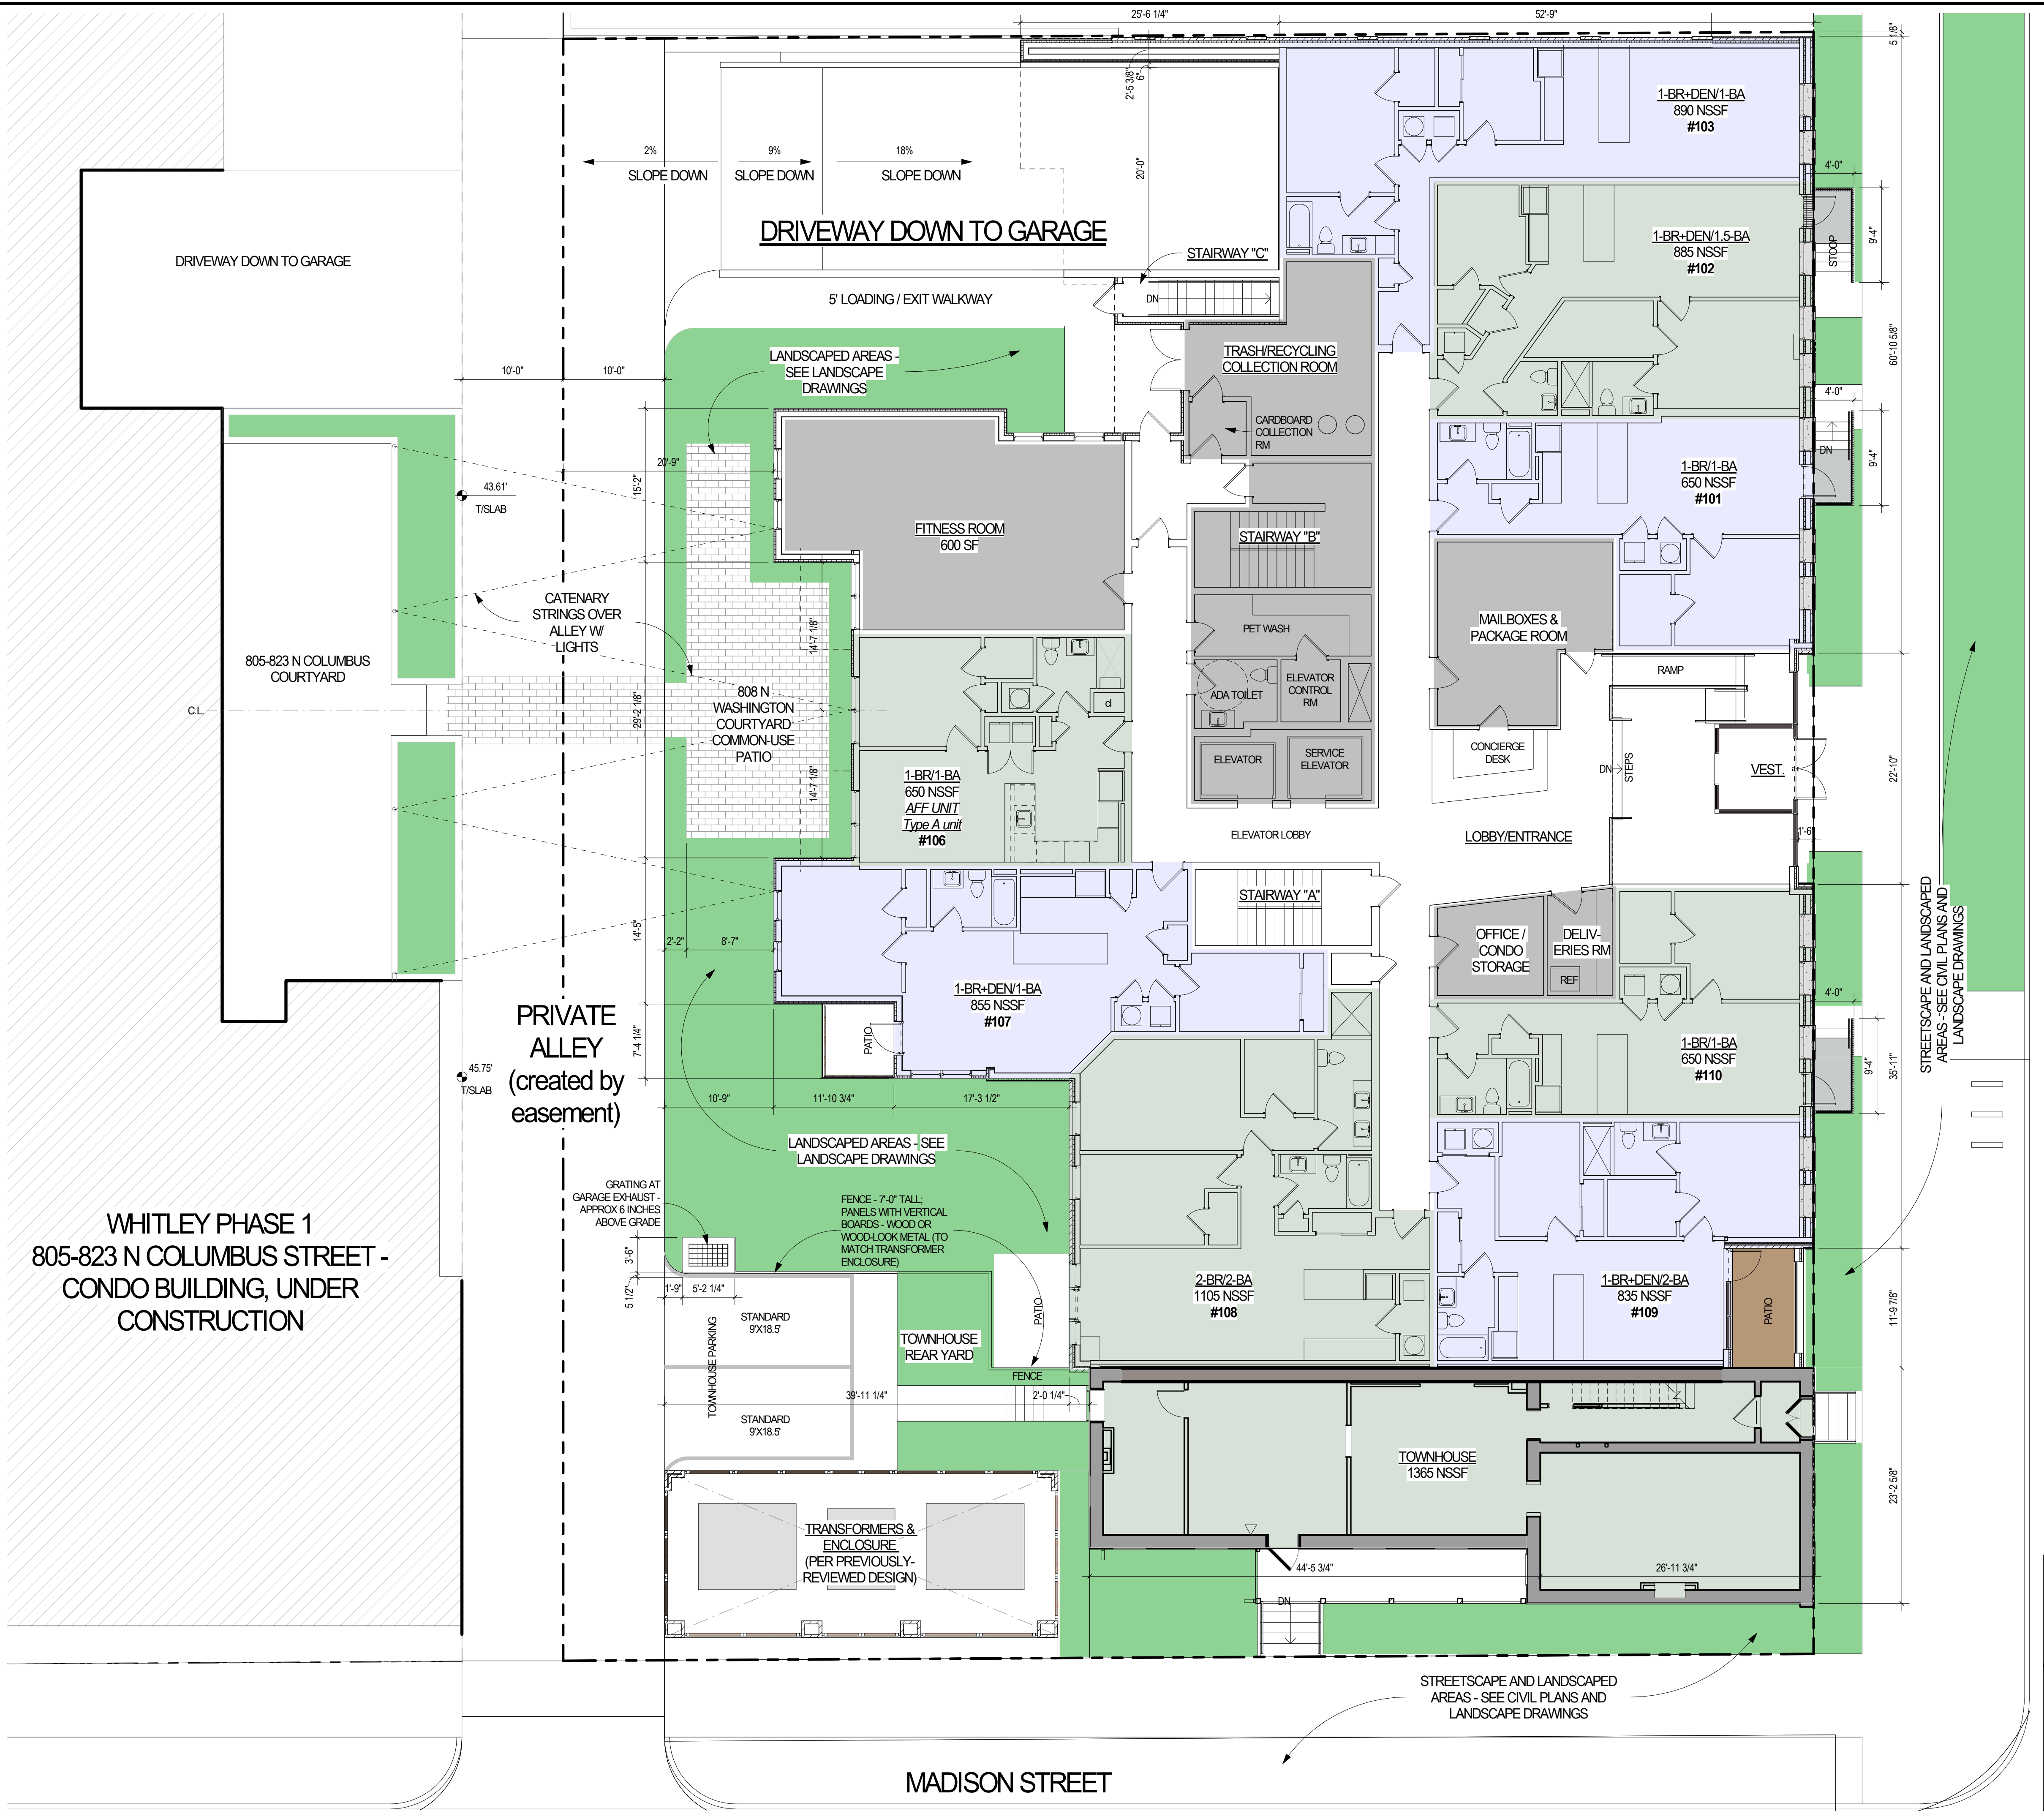 25'-6 1/4"
52'-9"
5 1/8"
2'-5 3/8"
6"
20'-0"
2%
SLOPE DOWN
9%
SLOPE DOWN
18%
SLOPE DOWN
DRIVEWAY DOWN TO GARAGE
DRIVEWAY DOWN TO GARAGE
STAIRWAY "C"
DN
5' LOADING / EXIT WALKWAY
1-BR+DEN/1-BA
890 NSSF
#103
4'-0"
STOOP
9'-4"
1-BR+DEN/1.5-BA
885 NSSF
#102
60'-10 5/8"
LANDSCAPED AREAS -
SEE LANDSCAPE
DRAWINGS
TRASH/RECYCLING
COLLECTION ROOM
CARDBOARD
COLLECTION
RM
10'-0"
10'-0"
4'-0"
DN
9'-4"
20'-9"
15'-2"
43.61'
T/SLAB
1-BR/1-BA
650 NSSF
#101
FITNESS ROOM
600 SF
STAIRWAY "B"
CATENARY
STRINGS OVER
ALLEY W/
LIGHTS
14'-7 1/8"
PET WASH
MAILBOXES &
PACKAGE ROOM
805-823 N COLUMBUS
COURTYARD
C.L.
29'-2 1/8"
808 N
WASHINGTON
COURTYARD
COMMON-USE
PATIO
14'-7 1/8"
d
ADA TOILET
ELEVATOR
CONTROL
RM
RAMP
CONCIERGE
DESK
ELEVATOR
SERVICE
ELEVATOR
DN
STEPS
VEST.
22'-10"
1-BR/1-BA
650 NSSF
AFF UNIT
Type A unit
#106
ELEVATOR LOBBY
LOBBY/ENTRANCE
1'-6"
STAIRWAY "A"
14'-5"
2'-2"
8'-7"
OFFICE /
CONDO
STORAGE
DELIV-
ERIES RM
REF
1-BR+DEN/1-BA
855 NSSF
#107
STREETSCAPE AND LANDSCAPED
AREAS - SEE CIVIL PLANS AND
LANDSCAPE DRAWINGS
4'-0"
PRIVATE
ALLEY
(created by
easement)
7'-4 1/4"
PATIO
45.75'
T/SLAB
1-BR/1-BA
650 NSSF
#110
9'-4"
35'-11"
10'-9"
11'-10 3/4"
17'-3 1/2"
LANDSCAPED AREAS - SEE
LANDSCAPE DRAWINGS
GRATING AT
GARAGE EXHAUST -
APPROX 6 INCHES
ABOVE GRADE
FENCE - 7'-0" TALL;
PANELS WITH VERTICAL
BOARDS - WOOD OR
WOOD-LOOK METAL (TO
MATCH TRANSFORMER
ENCLOSURE)
WHITLEY PHASE 1
805-823 N COLUMBUS STREET -
CONDO BUILDING, UNDER
CONSTRUCTION
3'-6"
5 1/2"
1'-9"
5'-2 1/4"
2-BR/2-BA
1105 NSSF
#108
1-BR+DEN/2-BA
835 NSSF
#109
PATIO
11'-9 7/8"
STANDARD
9'X18.5'
TOWNHOUSE PARKING
TOWNHOUSE
REAR YARD
PATIO
FENCE
39'-11 1/4"
2'-0 1/4"
STANDARD
9'X18.5'
TOWNHOUSE
1365 NSSF
23'-2 5/8"
TRANSFORMERS &
ENCLOSURE
(PER PREVIOUSLY-
REVIEWED DESIGN)
44'-5 3/4"
26'-11 3/4"
DN
STREETSCAPE AND LANDSCAPED
AREAS - SEE CIVIL PLANS AND
LANDSCAPE DRAWINGS
MADISON STREET